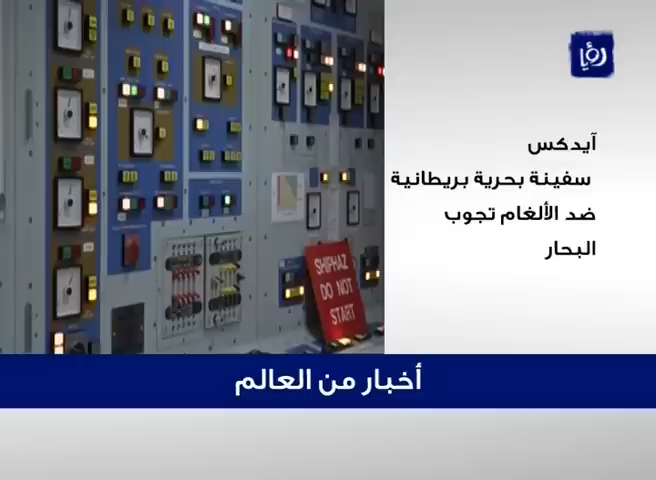 رؤيا
آيدكس
سفينة بحرية بريطانية
ضد الألغام تجوب
البحار
SHIPHAZ
DO NOT
START
أخبار من العالم